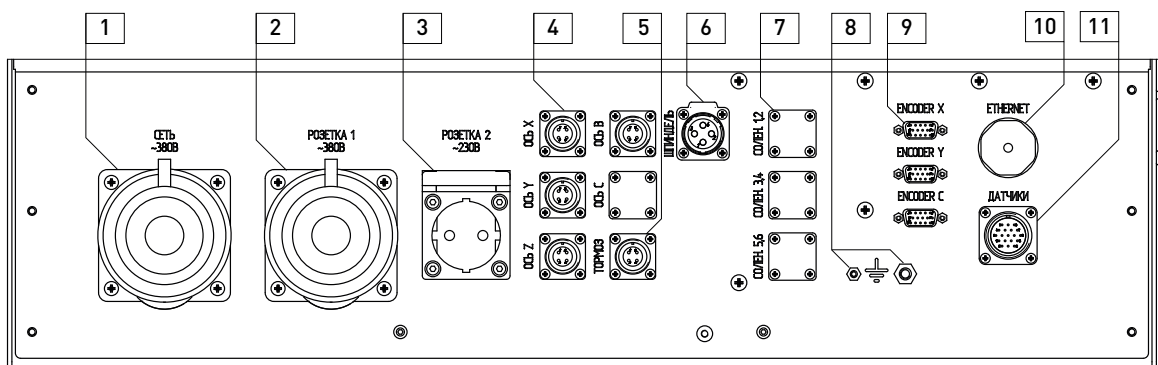 1 2 3 4 5 6 7 8 9 10 11
СЕТЬ
~380В
РОЗЕТКА 1
~380В
РОЗЕТКА 2
~230В
ОСЬ X
ОСЬ B
ОСЬ Y
ОСЬ C
ОСЬ Z
ТОРМОЗ
ШПИНДЕЛЬ
СОЛЕН. 1,2
СОЛЕН. 3,4
СОЛЕН. 5,6
ENCODER X
ENCODER Y
ENCODER C
ETHERNET
ДАТЧИКИ